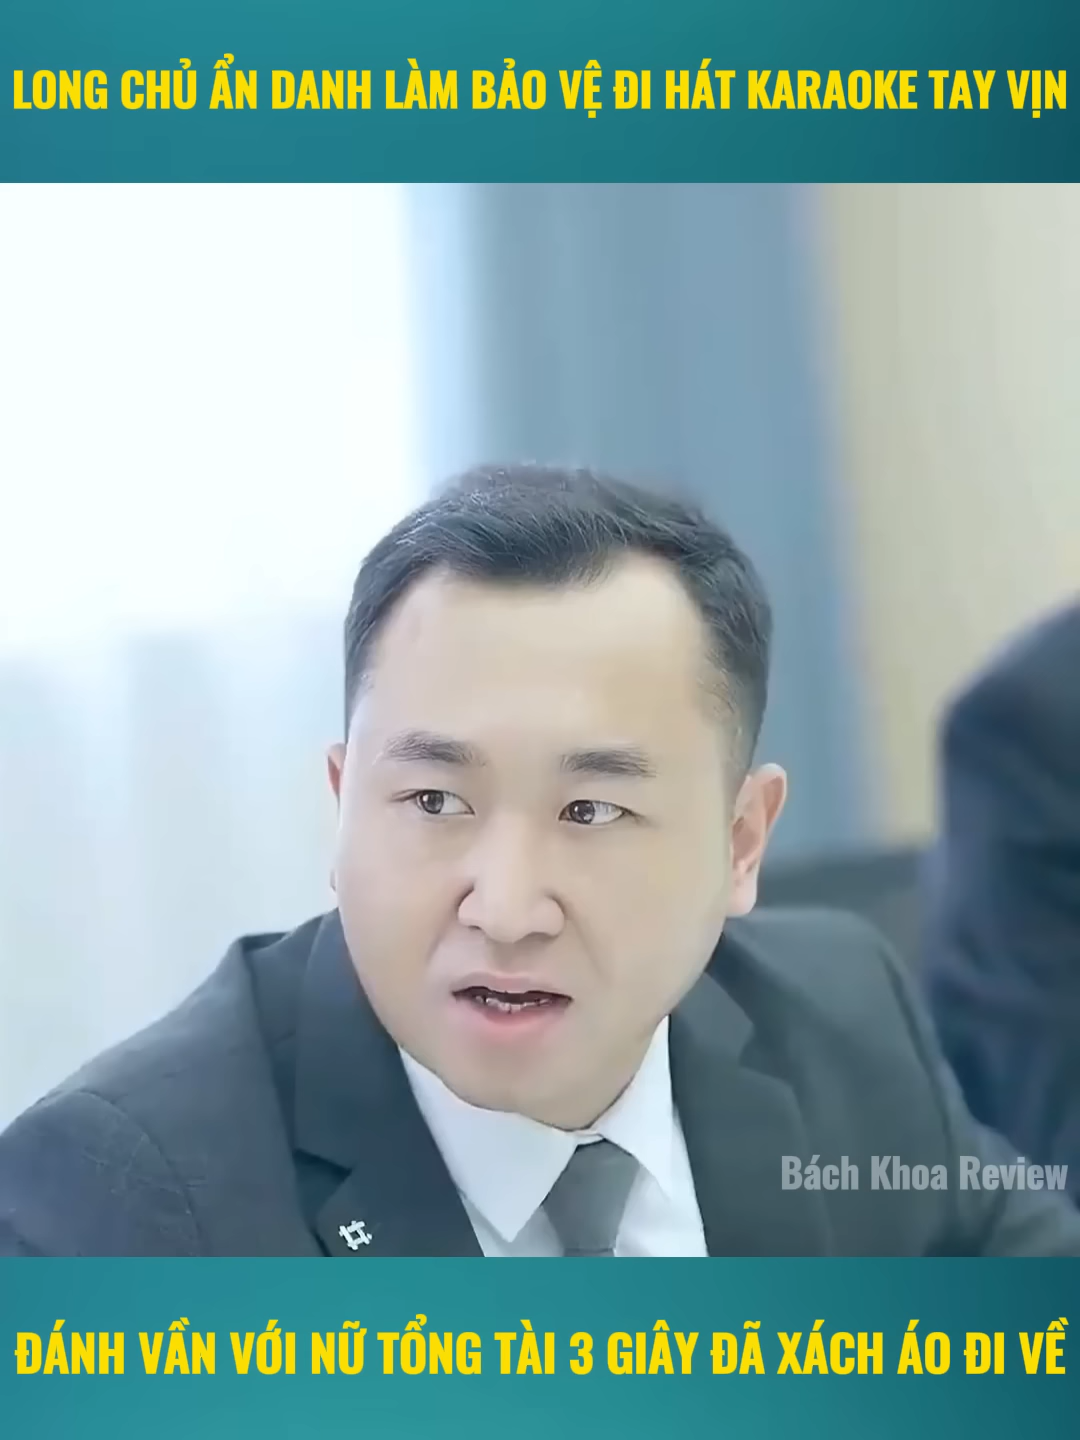 LONG CHỦ ẨN DANH LÀM BẢO VỆ ĐI HÁT KARAOKE TAY VỊN
Bách Khoa Review
ĐÁNH VẦN VỚI NỮ TỔNG TÀI 3 GIÂY ĐÃ XÁCH ÁO ĐI VỀ